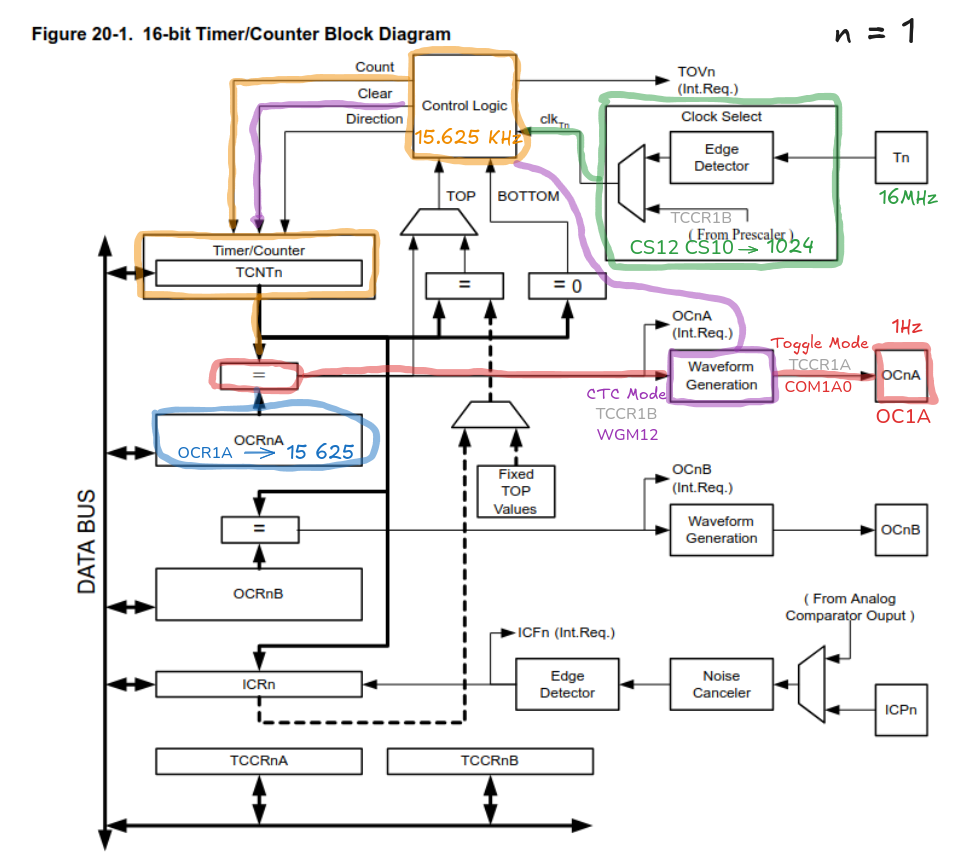 Figure 20-1. 16-bit Timer/Counter Block Diagram
n = 1
Count
Clear
Direction
Control Logic
15.625 KHz
TOVn
(Int.Req.)
clkTn
Clock Select
Edge
Detector
Tn
16MHz
TCCR1B
( From Prescaler )
CS12 CS10 → 1024
TOP
BOTTOM
Timer/Counter
TCNTn
=
= 0
OCnA
(Int.Req.)
=
Waveform
Generation
Toggle Mode
TCCR1A
COM1A0
1Hz
OCnA
OC1A
CTC Mode
TCCR1B
WGM12
OCRnA
OCR1A → 15 625
Fixed
TOP
Values
OCnB
(Int.Req.)
=
Waveform
Generation
OCnB
DATA BUS
OCRnB
( From Analog
Comparator Ouput )
ICFn (Int.Req.)
ICRn
Edge
Detector
Noise
Canceler
ICPn
TCCRnA
TCCRnB